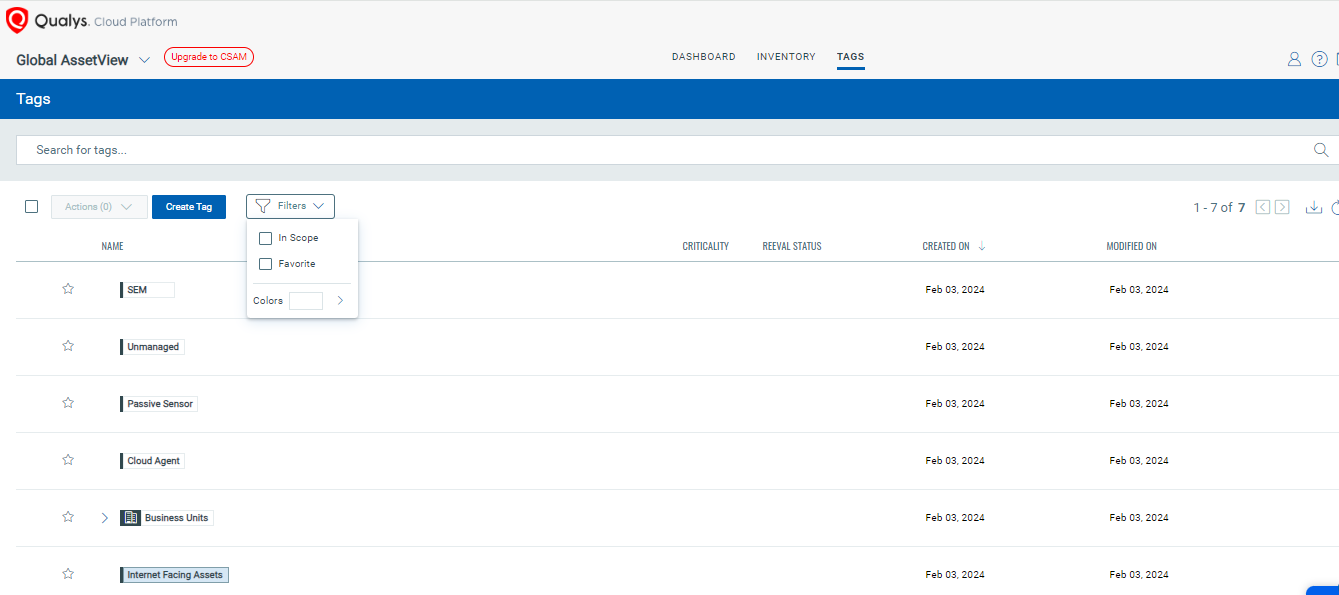 Qualys. Cloud Platform
Global AssetView Upgrade to CSAM DASHBOARD INVENTORY TAGS ?
Tags
Search for tags...
Actions (0) Create Tag Filters 1 - 7 of 7
In Scope
NAME CRITICALITY REEVAL STATUS CREATED ON MODIFIED ON
Favorite
SEM Feb 03, 2024 Feb 03, 2024
Colors
Unmanaged Feb 03, 2024 Feb 03, 2024
Passive Sensor Feb 03, 2024 Feb 03, 2024
Cloud Agent Feb 03, 2024 Feb 03, 2024
Business Units Feb 03, 2024 Feb 03, 2024
Internet Facing Assets Feb 03, 2024 Feb 03, 2024